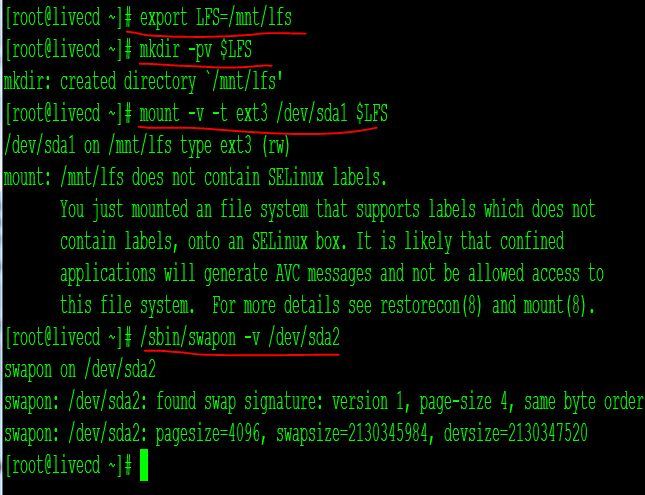 [root@livecd ~]# export LFS=/mnt/lfs
[root@livecd ~]# mkdir -pv $LFS
mkdir: created directory `/mnt/lfs'
[root@livecd ~]# mount -v -t ext3 /dev/sda1 $LFS
/dev/sda1 on /mnt/lfs type ext3 (rw)
mount: /mnt/lfs does not contain SELinux labels.
You just mounted an file system that supports labels which does not
contain labels, onto an SELinux box. It is likely that confined
applications will generate AVC messages and not be allowed access to
this file system.  For more details see restorecon(8) and mount(8).
[root@livecd ~]# /sbin/swapon -v /dev/sda2
swapon on /dev/sda2
swapon: /dev/sda2: found swap signature: version 1, page-size 4, same byte order
swapon: /dev/sda2: pagesize=4096, swapsize=2130345984, devsize=2130347520
[root@livecd ~]#